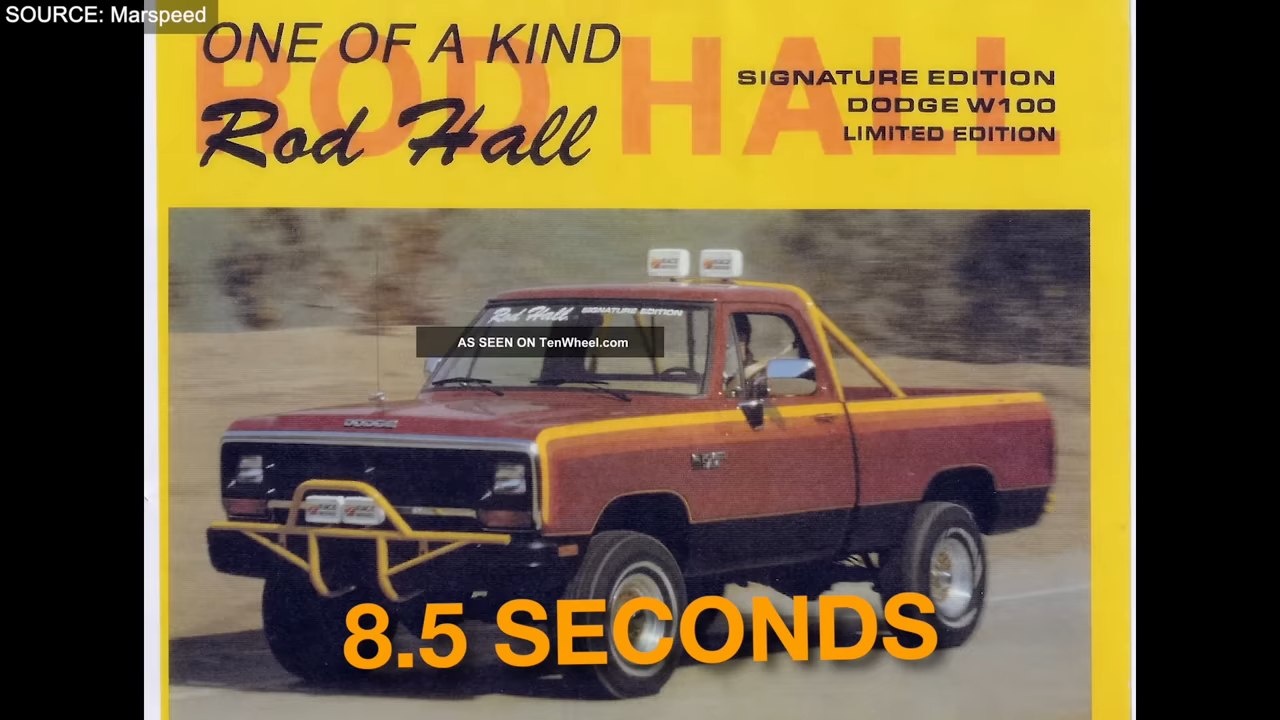 SOURCE: Marspeed
ONE OF A KIND
ROD HALL
Rod Hall
SIGNATURE EDITION
DODGE W100
LIMITED EDITION
Rod Hall SIGNATURE EDITION
AS SEEN ON TenWheel.com
DODGE
8.5 SECONDS